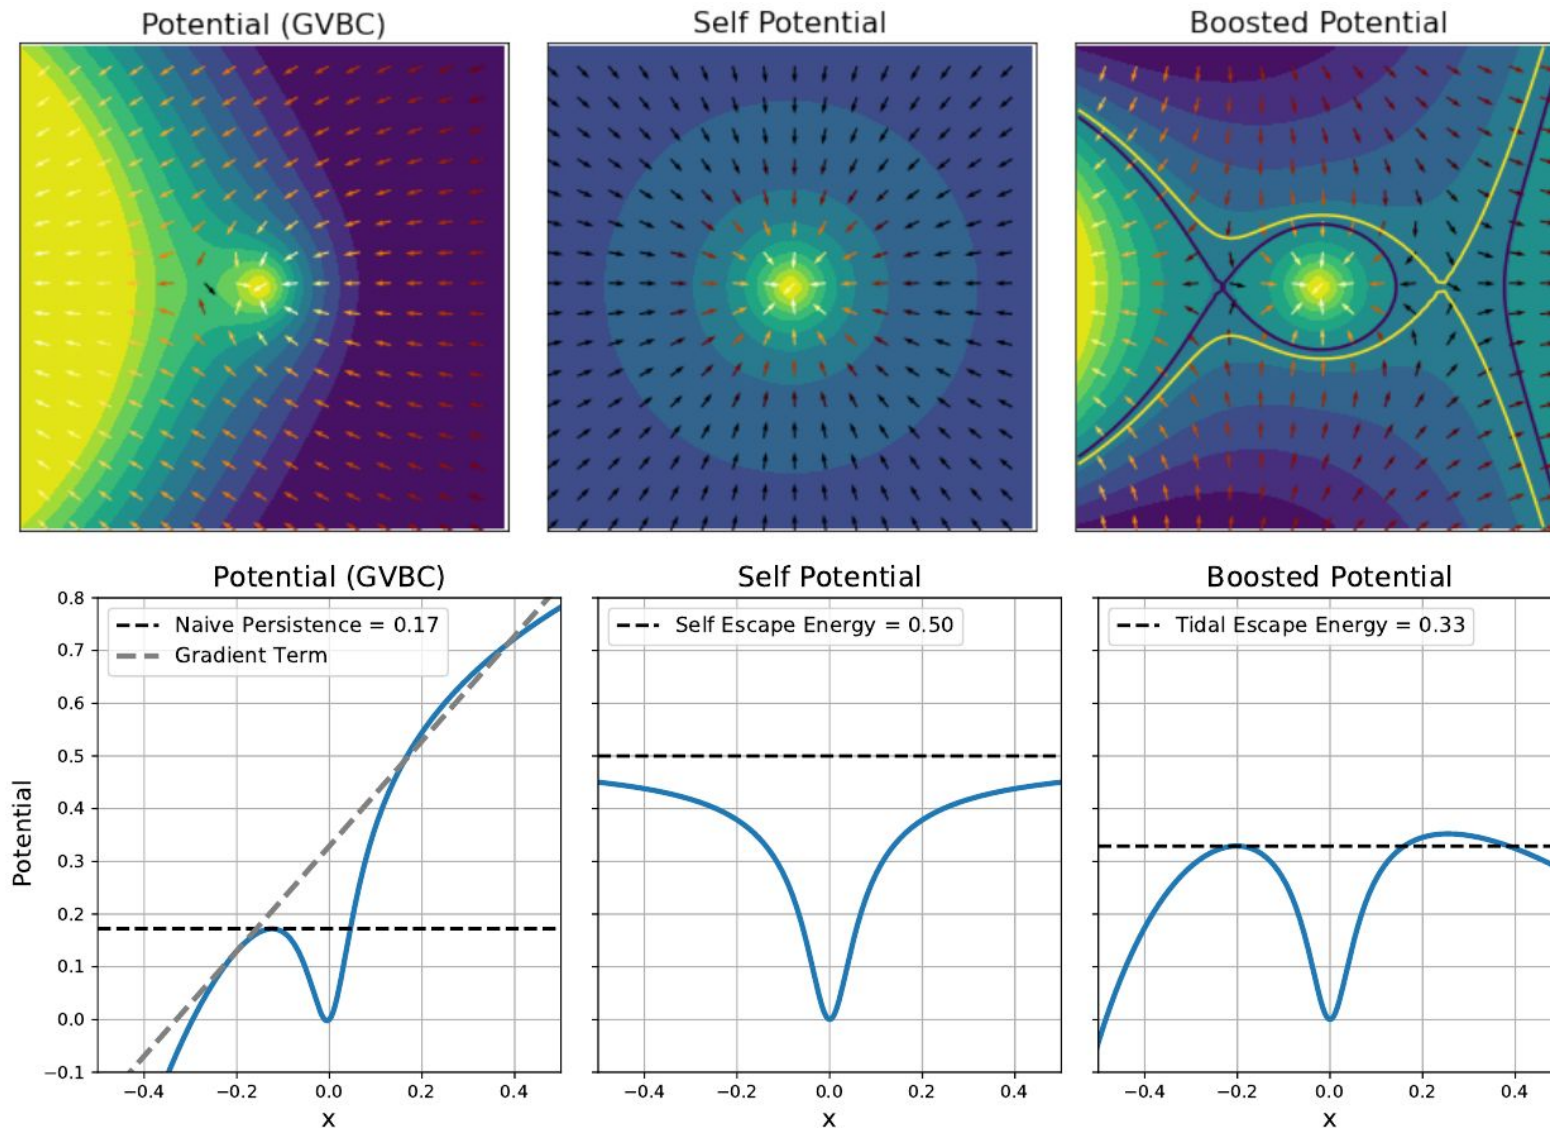 Potential (GVBC) Self Potential Boosted Potential
Potential (GVBC) Self Potential Boosted Potential
Naive Persistence = 0.17
Gradient Term
Self Escape Energy = 0.50
Tidal Escape Energy = 0.33
Potential
0.8
0.7
0.6
0.5
0.4
0.3
0.2
0.1
0.0
−0.1
−0.4 −0.2 0.0 0.2 0.4 −0.4 −0.2 0.0 0.2 0.4 −0.4 −0.2 0.0 0.2 0.4
x x x